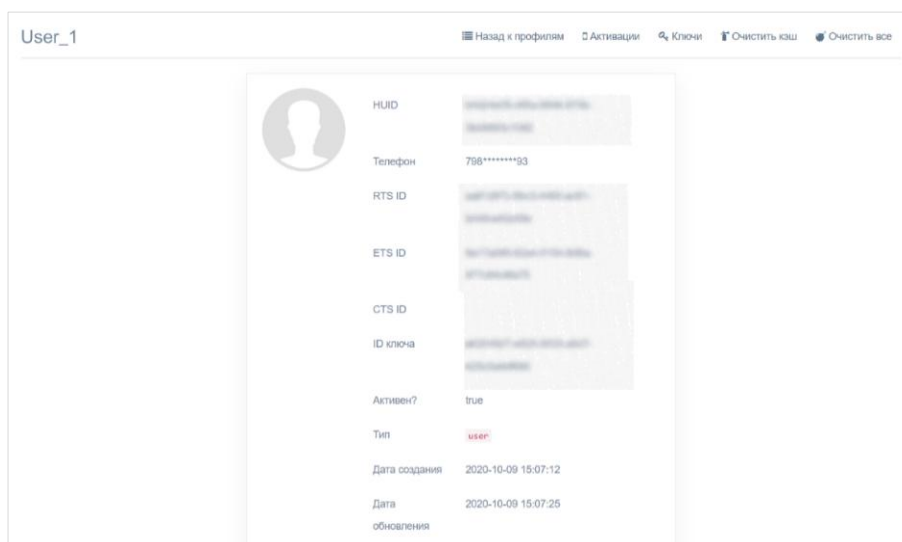 User_1
Назад к профилям Активации Ключи Очистить кэш Очистить все
HUID
Телефон 798********93
RTS ID
ETS ID
CTS ID
ID ключа
Активен? true
Тип user
Дата создания 2020-10-09 15:07:12
Дата 2020-10-09 15:07:25
обновления